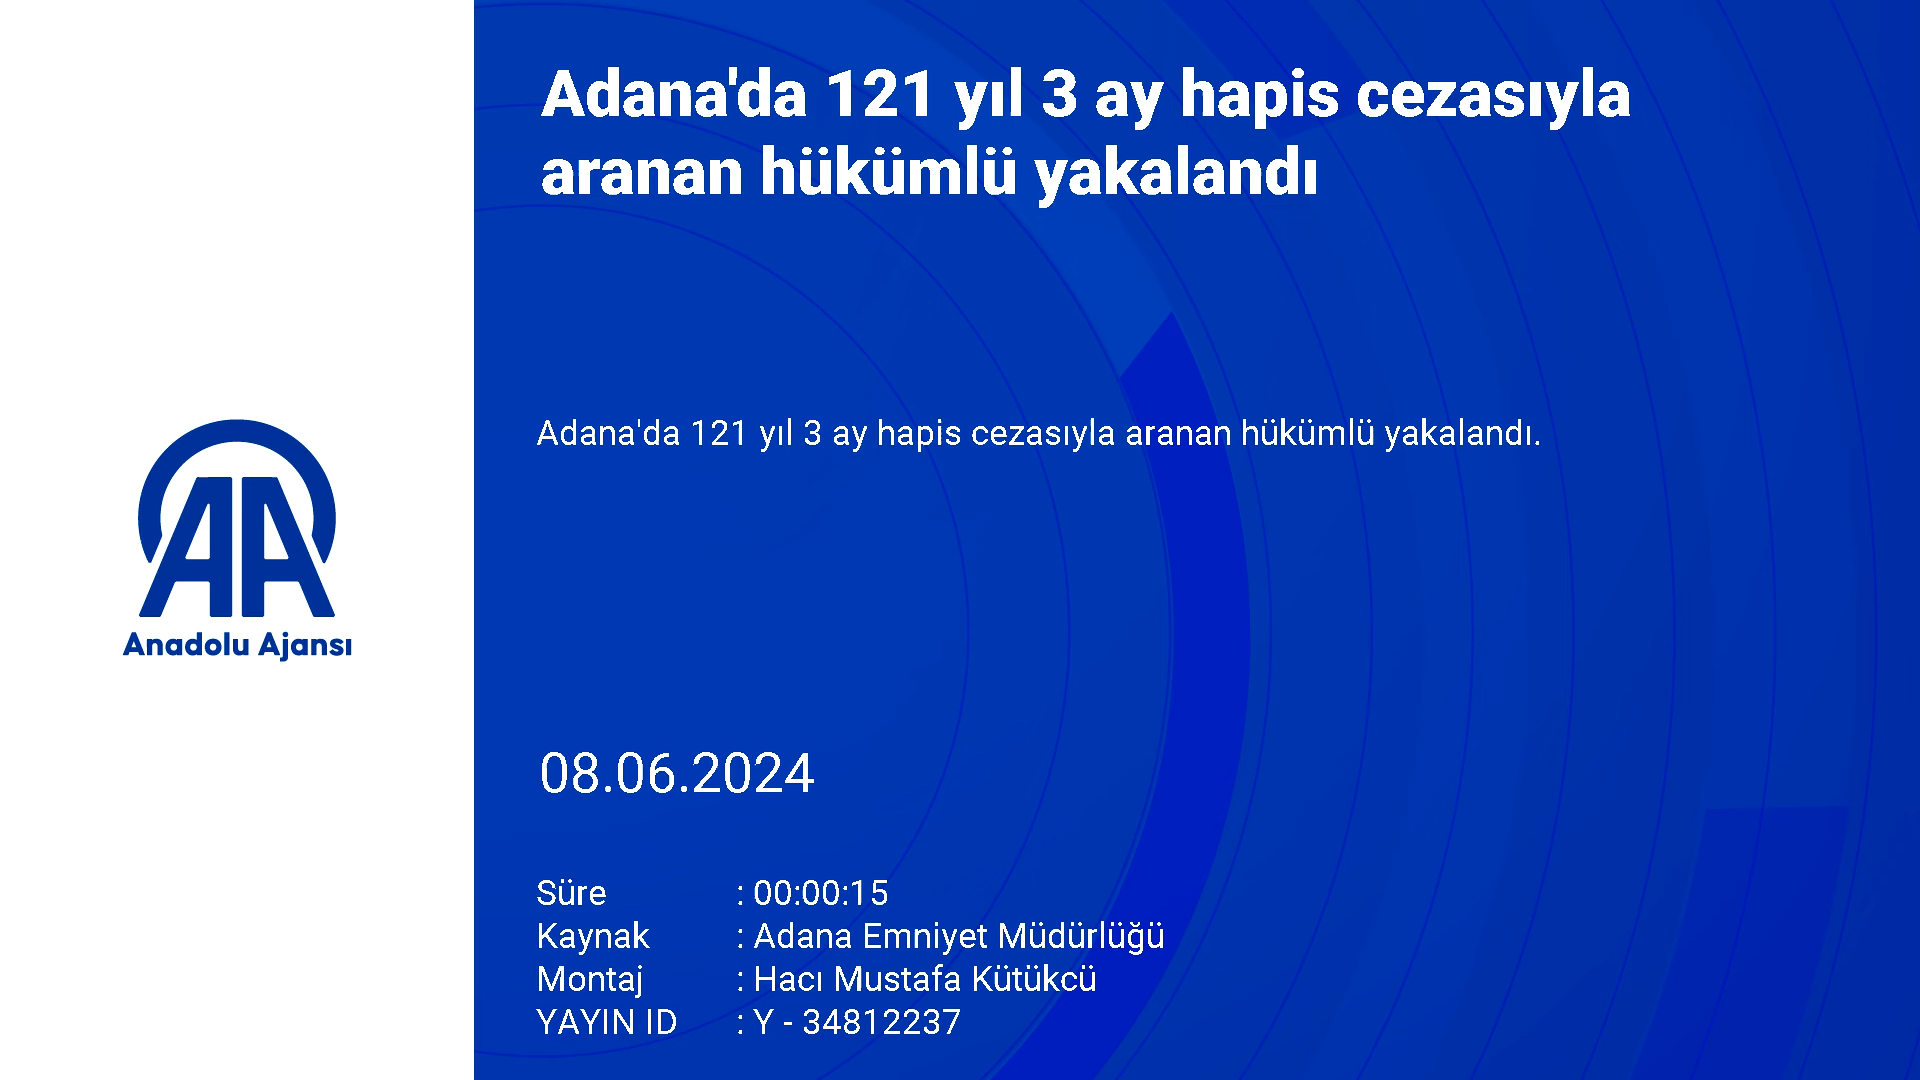 Adana'da 121 yıl 3 ay hapis cezasıyla
aranan hükümlü yakalandı
Adana'da 121 yıl 3 ay hapis cezasıyla aranan hükümlü yakalandı.
AA
Anadolu Ajansı
08.06.2024
Süre : 00:00:15
Kaynak : Adana Emniyet Müdürlüğü
Montaj : Hacı Mustafa Kütükcü
YAYIN ID : Y - 34812237